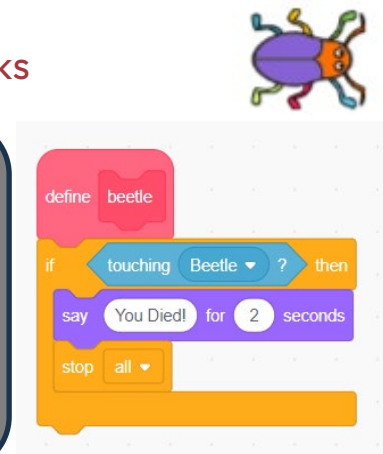 ks
define beetle
if touching Beetle ? then
say You Died! for 2 seconds
stop all